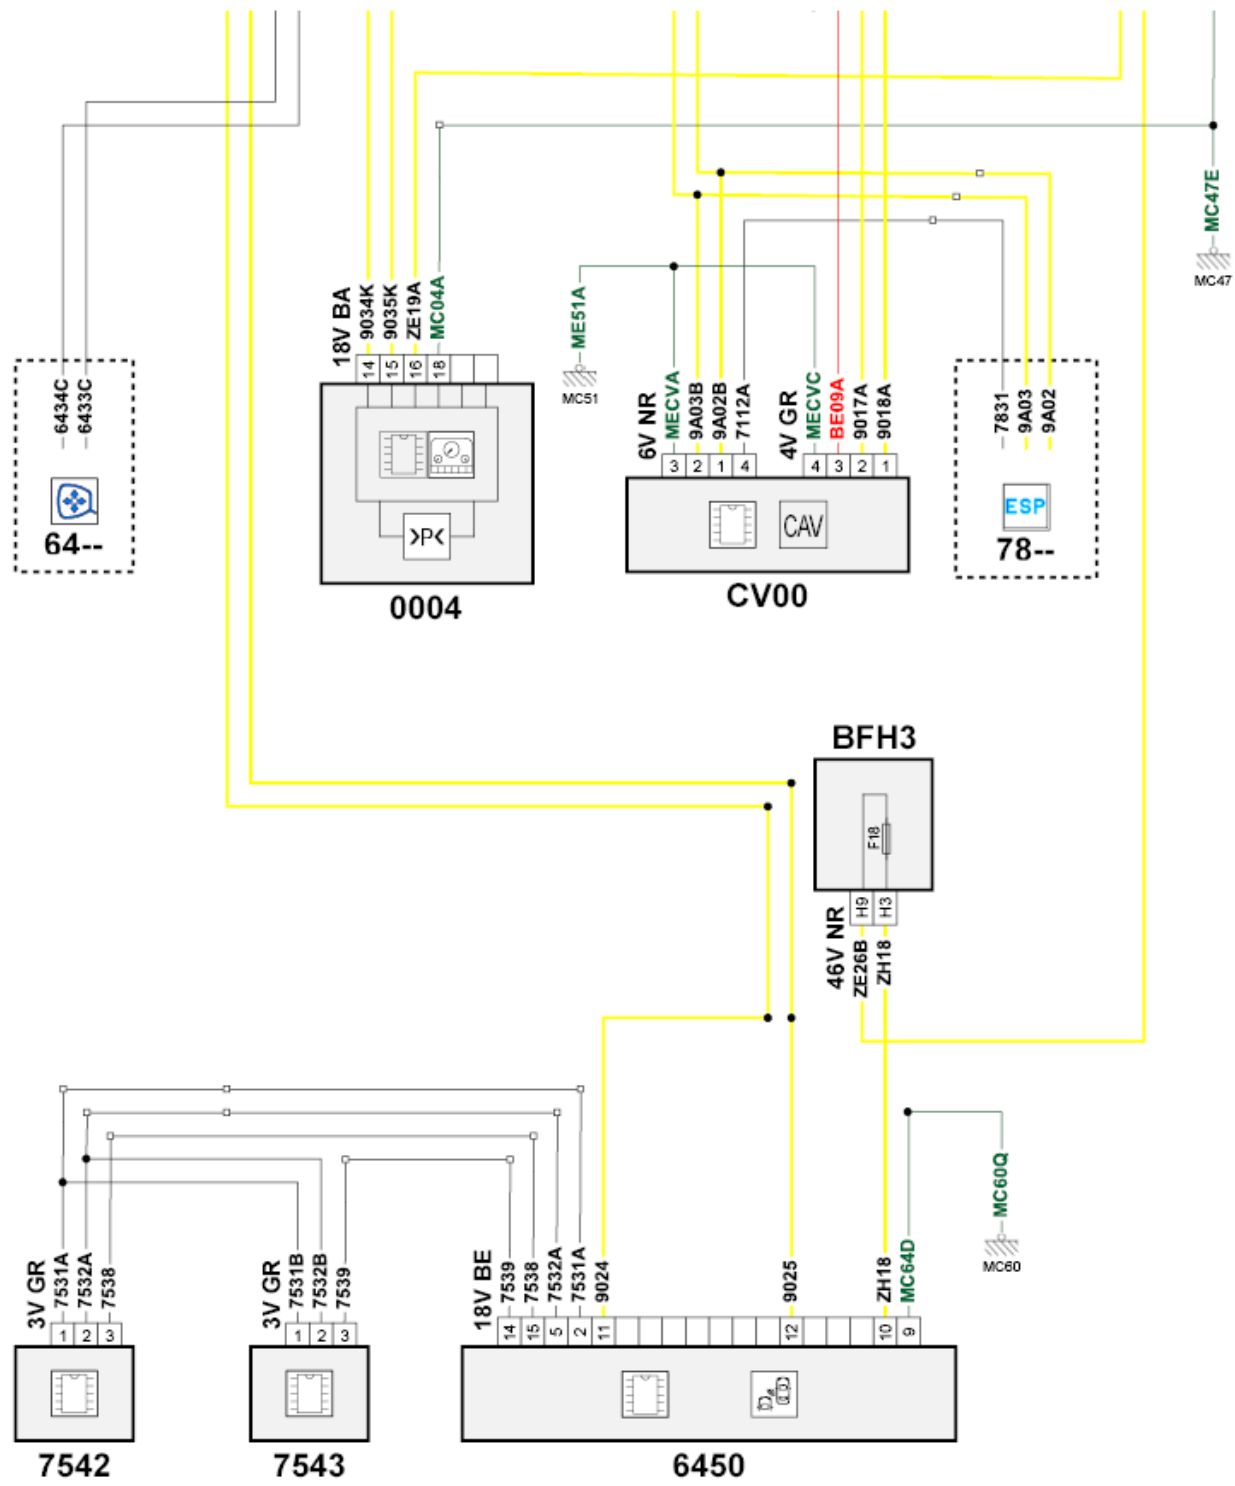 MC47E
MC47
18V BA
9034K
9035K
ZE19A
MC04A
14
15
16
18
ME51A
MC51
6V NR
MECVA
9A03B
9A02B
7112A
3
2
1
4
4V GR
MECVC
BE09A
9017A
9018A
4
3
2
1
6434C
6433C
64--
>P<
0004
CAV
CV00
7831
9A03
9A02
ESP
78--
BFH3
F18
46V NR
H9
H3
ZE26B
ZH18
3V GR
7531A
7532A
7538
1
2
3
7542
3V GR
7531B
7532B
7539
1
2
3
7543
18V BE
7539
7538
7532A
7531A
9024
9025
ZH18
MC64D
14
15
5
2
11
12
10
9
6450
MC60Q
MC60